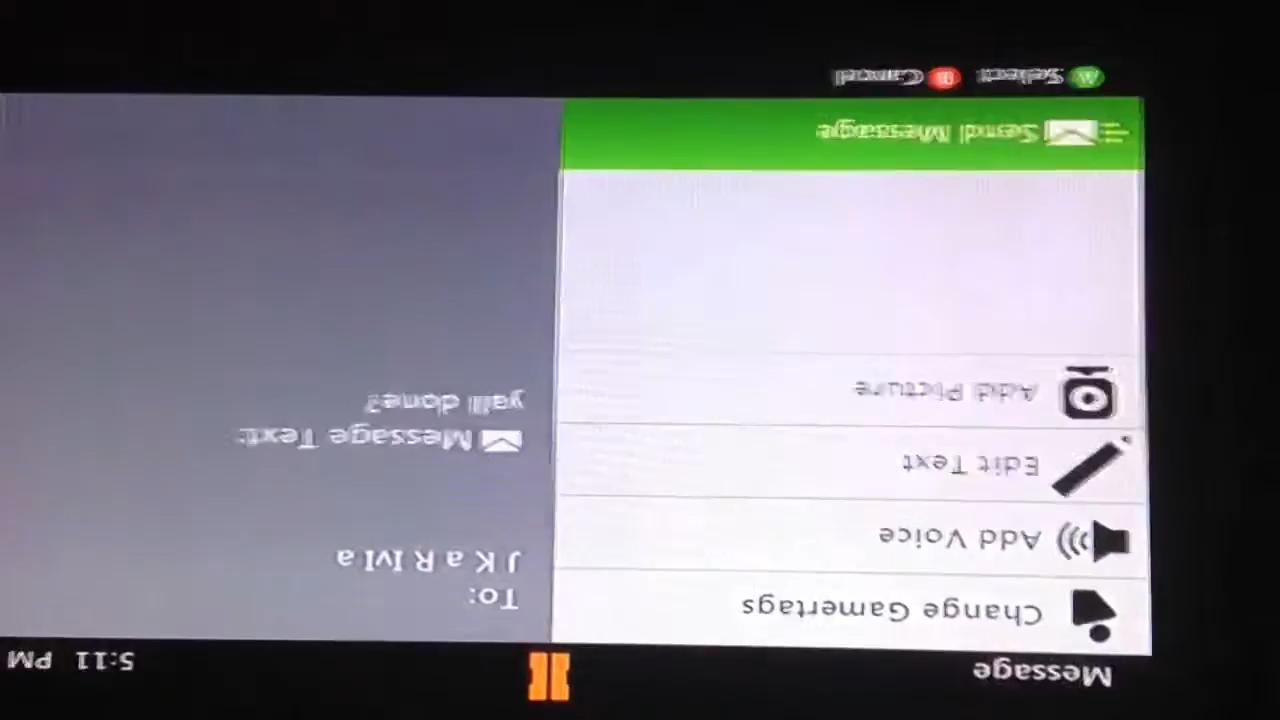 Message
5:11 PM
Change Gamertags
Add Voice
Edit Text
Add Picture
Send Message
To:
J K a R IVI a
Message Text:
yall done?
A Select B Cancel